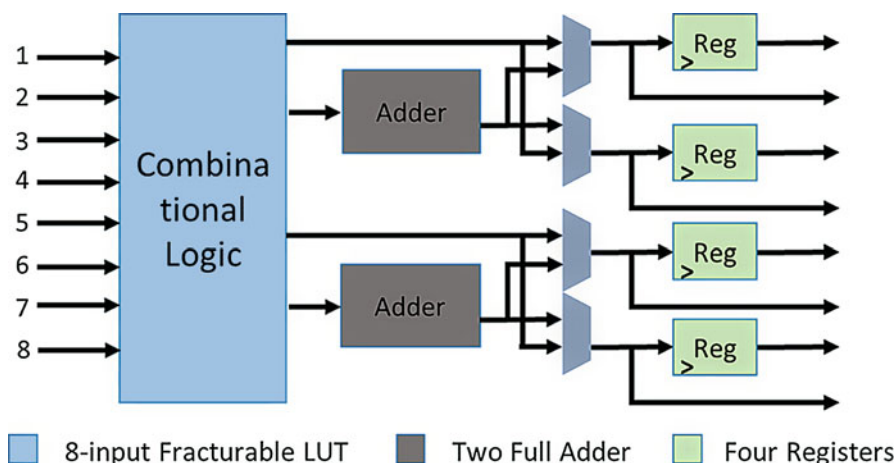 1
2
3
4
5
6
7
8
Combina
tional
Logic
Adder
Adder
Reg
>
Reg
>
Reg
>
Reg
>
8-input Fracturable LUT
Two Full Adder
Four Registers